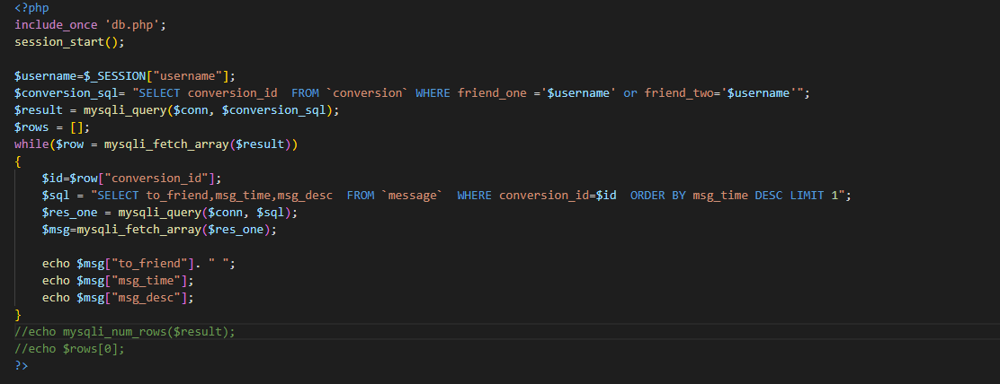 <?php
include_once 'db.php';
session_start();
$username=$_SESSION["username"];
$conversion_sql= "SELECT conversion_id  FROM `conversion` WHERE friend_one ='$username' or friend_two='$username'";
$result = mysqli_query($conn, $conversion_sql);
$rows = [];
while($row = mysqli_fetch_array($result))
{
    $id=$row["conversion_id"];
    $sql = "SELECT to_friend,msg_time,msg_desc  FROM `message`  WHERE conversion_id=$id  ORDER BY msg_time DESC LIMIT 1";
    $res_one = mysqli_query($conn, $sql);
    $msg=mysqli_fetch_array($res_one);
    echo $msg["to_friend"]. " ";
    echo $msg["msg_time"];
    echo $msg["msg_desc"];
}
//echo mysqli_num_rows($result);
//echo $rows[0];
?>